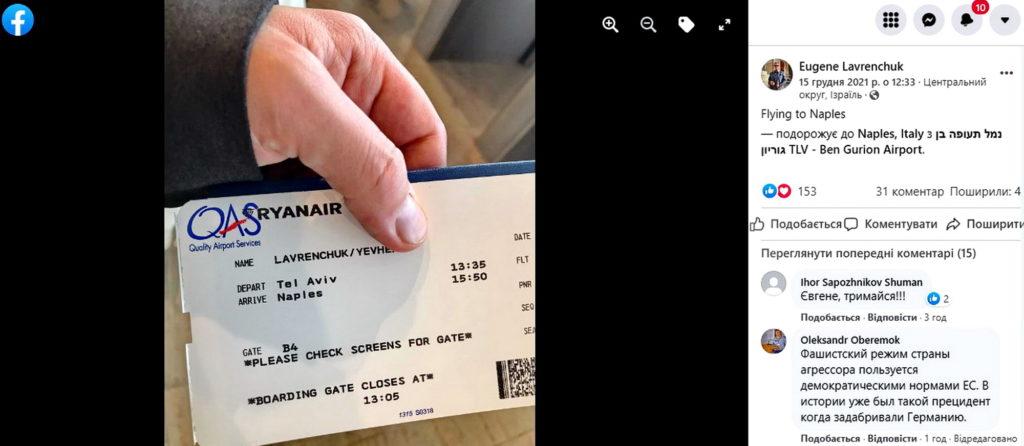 QAS RYANAIR
Quality Airport Services
NAME LAVRENCHUK/YEVHE
DEPART Tel Aviv 13:35
ARRIVE Naples 15:50
DATE
FLT
PNR
SEQ
GATE B4
*PLEASE CHECK SCREENS FOR GATE*
*BOARDING GATE CLOSES AT*
13:05
1315 S0318
10
Eugene Lavrenchuk
15 грудня 2021 р. о 12:33 · Центральний
округ, Ізраїль ·
Flying to Naples
— подорожує до Naples, Italy з נמל תעופה בן
גוריון TLV - Ben Gurion Airport.
153 31 коментар Поширили: 4
Подобається Коментувати Поширити
Переглянути попередні коментарі (15)
Ihor Sapozhnikov Shuman
Євгене, тримайся!!!
2
Подобається · Відповісти · 3 год
Oleksandr Oberemok
Фашистский режим страны
агрессора пользуется
демократическими нормами ЕС. В
истории уже был такой прецидент
когда задабривали Германию.
Подобається · Відповісти · 1 год · Відредаговано